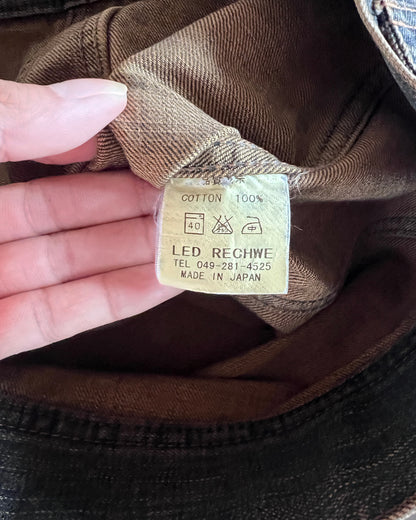 COTTON 100%
40
LED RECHWE
TEL 049-281-4525
MADE IN JAPAN